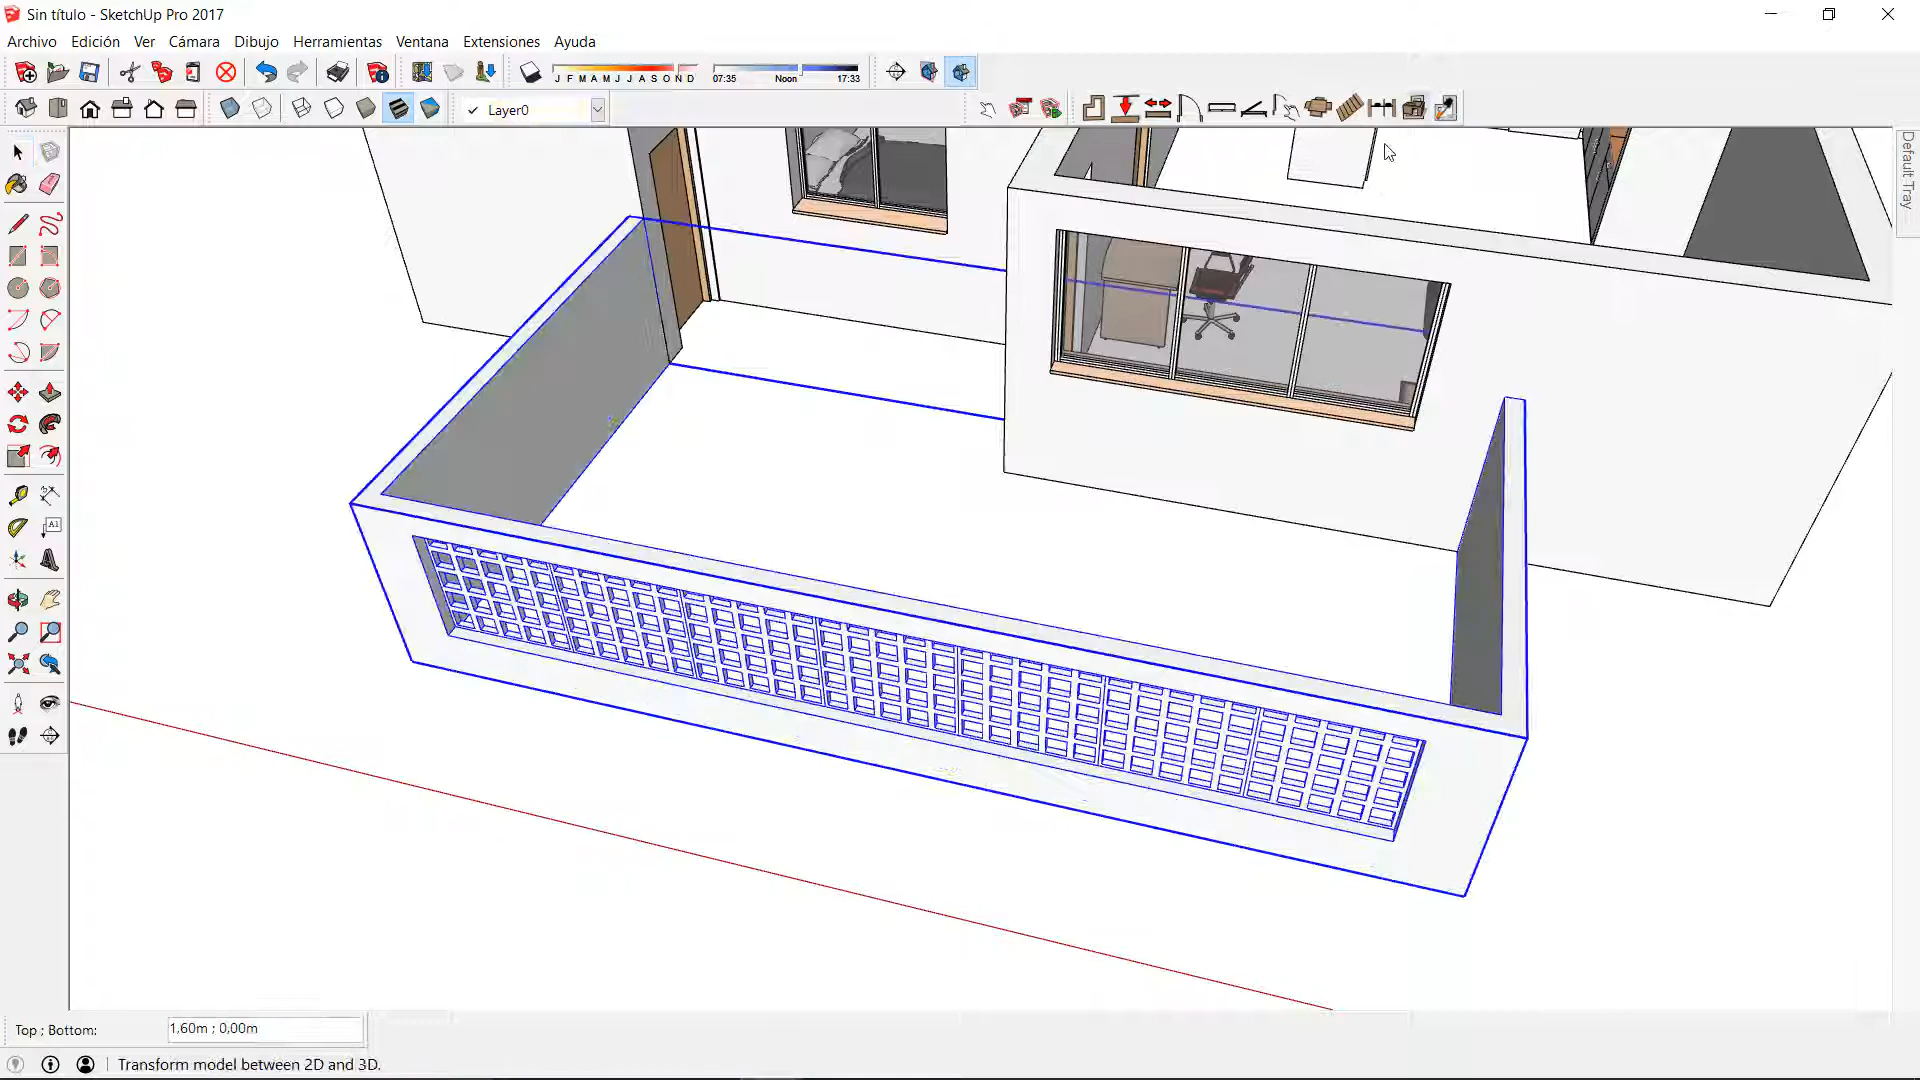 Sin título - SketchUp Pro 2017
Archivo Edición Ver Cámara Dibujo Herramientas Ventana Extensiones Ayuda
J F M A M J J A S O N D 07:35 Noon 17:33
Layer0
A1
Default Tray
Top ; Bottom: 1,60m ; 0,00m
Transform model between 2D and 3D.